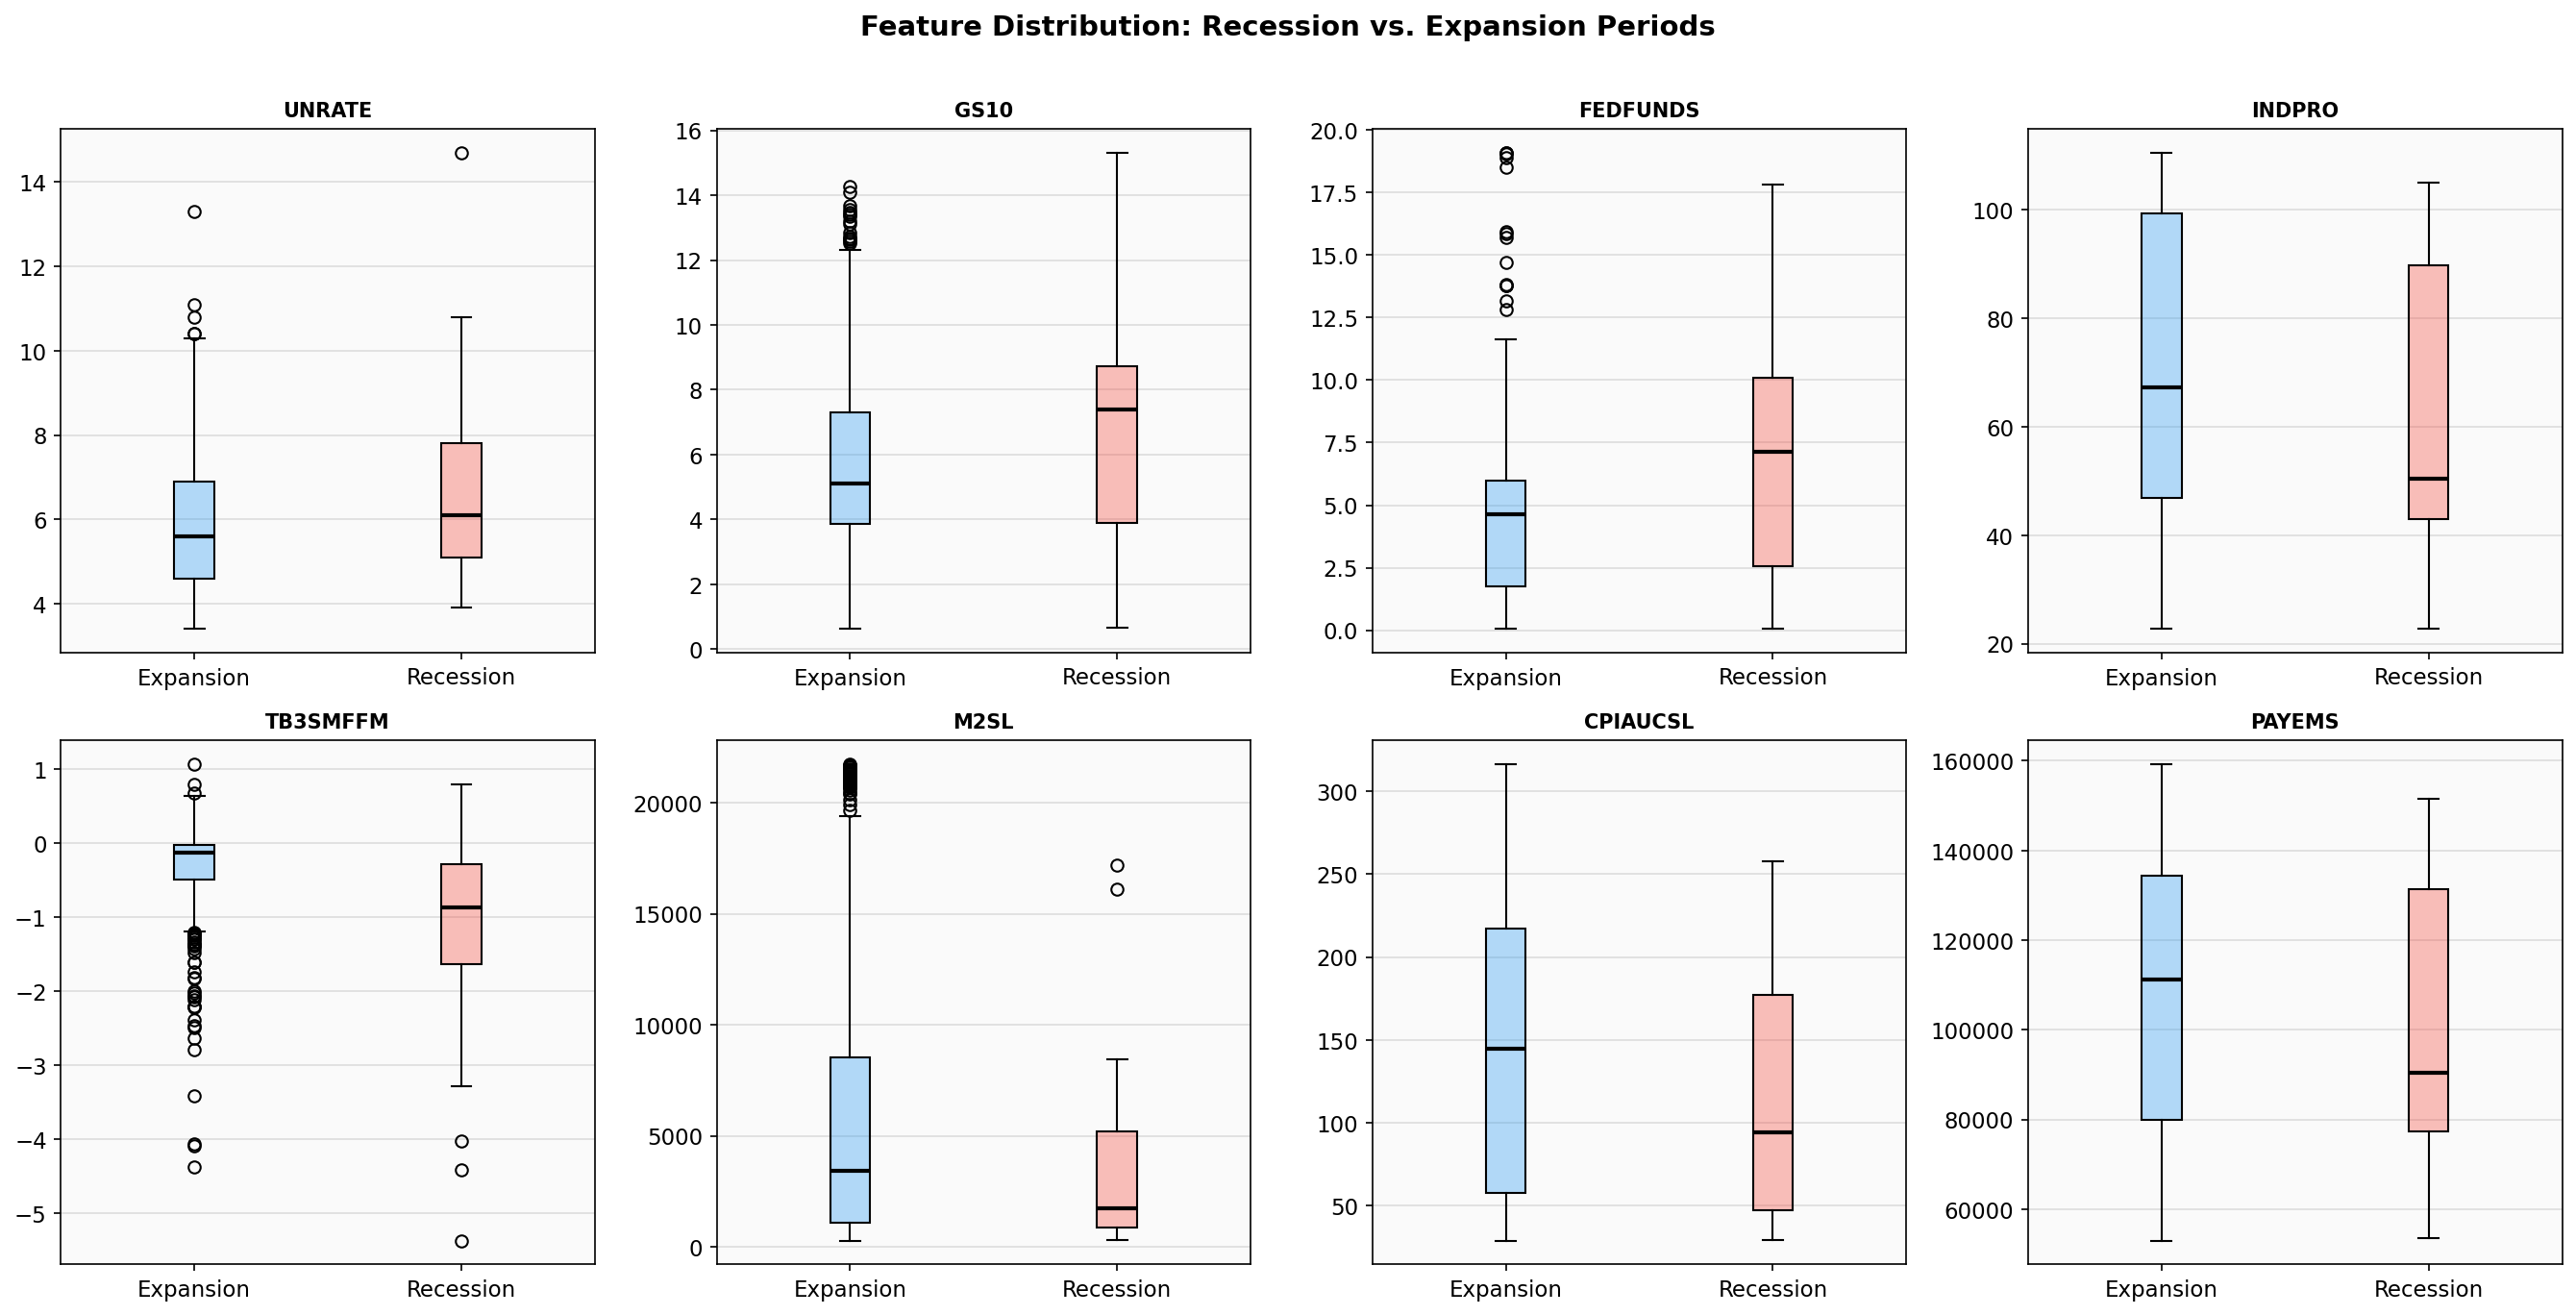 Feature Distribution: Recession vs. Expansion Periods
UNRATE
14
12
10
8
6
4
Expansion
Recession
GS10
16
14
12
10
8
6
4
2
0
Expansion
Recession
FEDFUNDS
20.0
17.5
15.0
12.5
10.0
7.5
5.0
2.5
0.0
Expansion
Recession
INDPRO
100
80
60
40
20
Expansion
Recession
TB3SMFFM
1
0
−1
−2
−3
−4
−5
Expansion
Recession
M2SL
20000
15000
10000
5000
0
Expansion
Recession
CPIAUCSL
300
250
200
150
100
50
Expansion
Recession
PAYEMS
160000
140000
120000
100000
80000
60000
Expansion
Recession